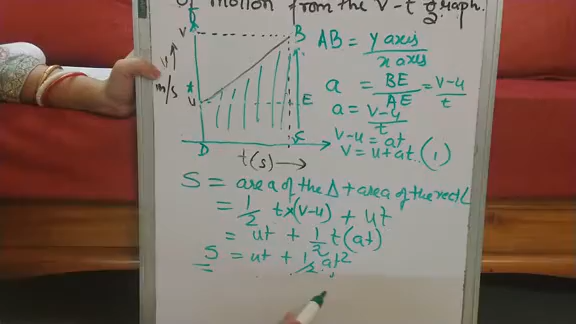 of motion from the v-t graph.
V
B
AB = y axis / x axis
v ↑ m/s
a = BE/AE = v-u/t
u
E
a = v-u/t
v-u = at
v = u+at. (1)
D
C
t(s) →
S = area of the Δ + area of the rect L
= 1/2 t×(v-u) + ut
= ut + 1/2 t(at)
S = ut + 1/2 at²